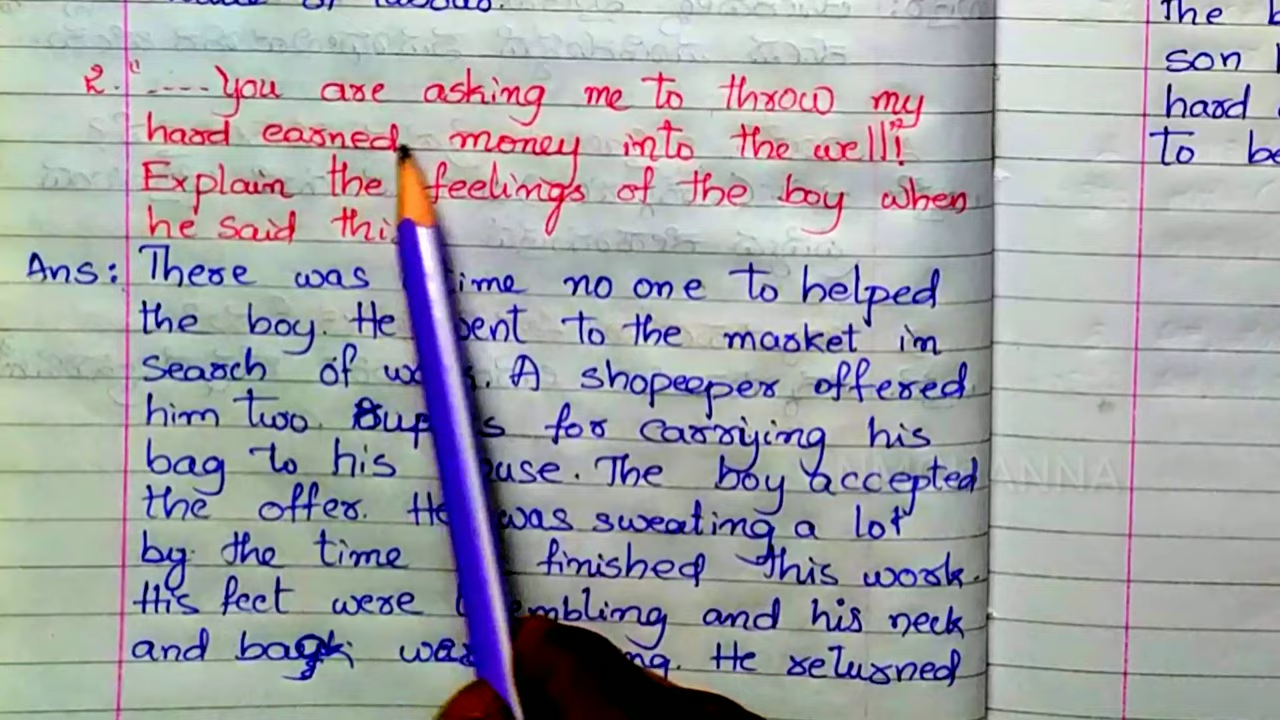 2. "....You are asking me to throw my
hard earned money into the well!"
Explain the feelings of the boy when
he said
Ans: There was no one to helped
the boy. He to the market in
search of A shopeeper offered
him two for carrying his
bag to his The boy accepted
the offer. He was sweating a lot
by the time finished this work.
His feet were and his neck
and back He returned
The
son
hard
to be